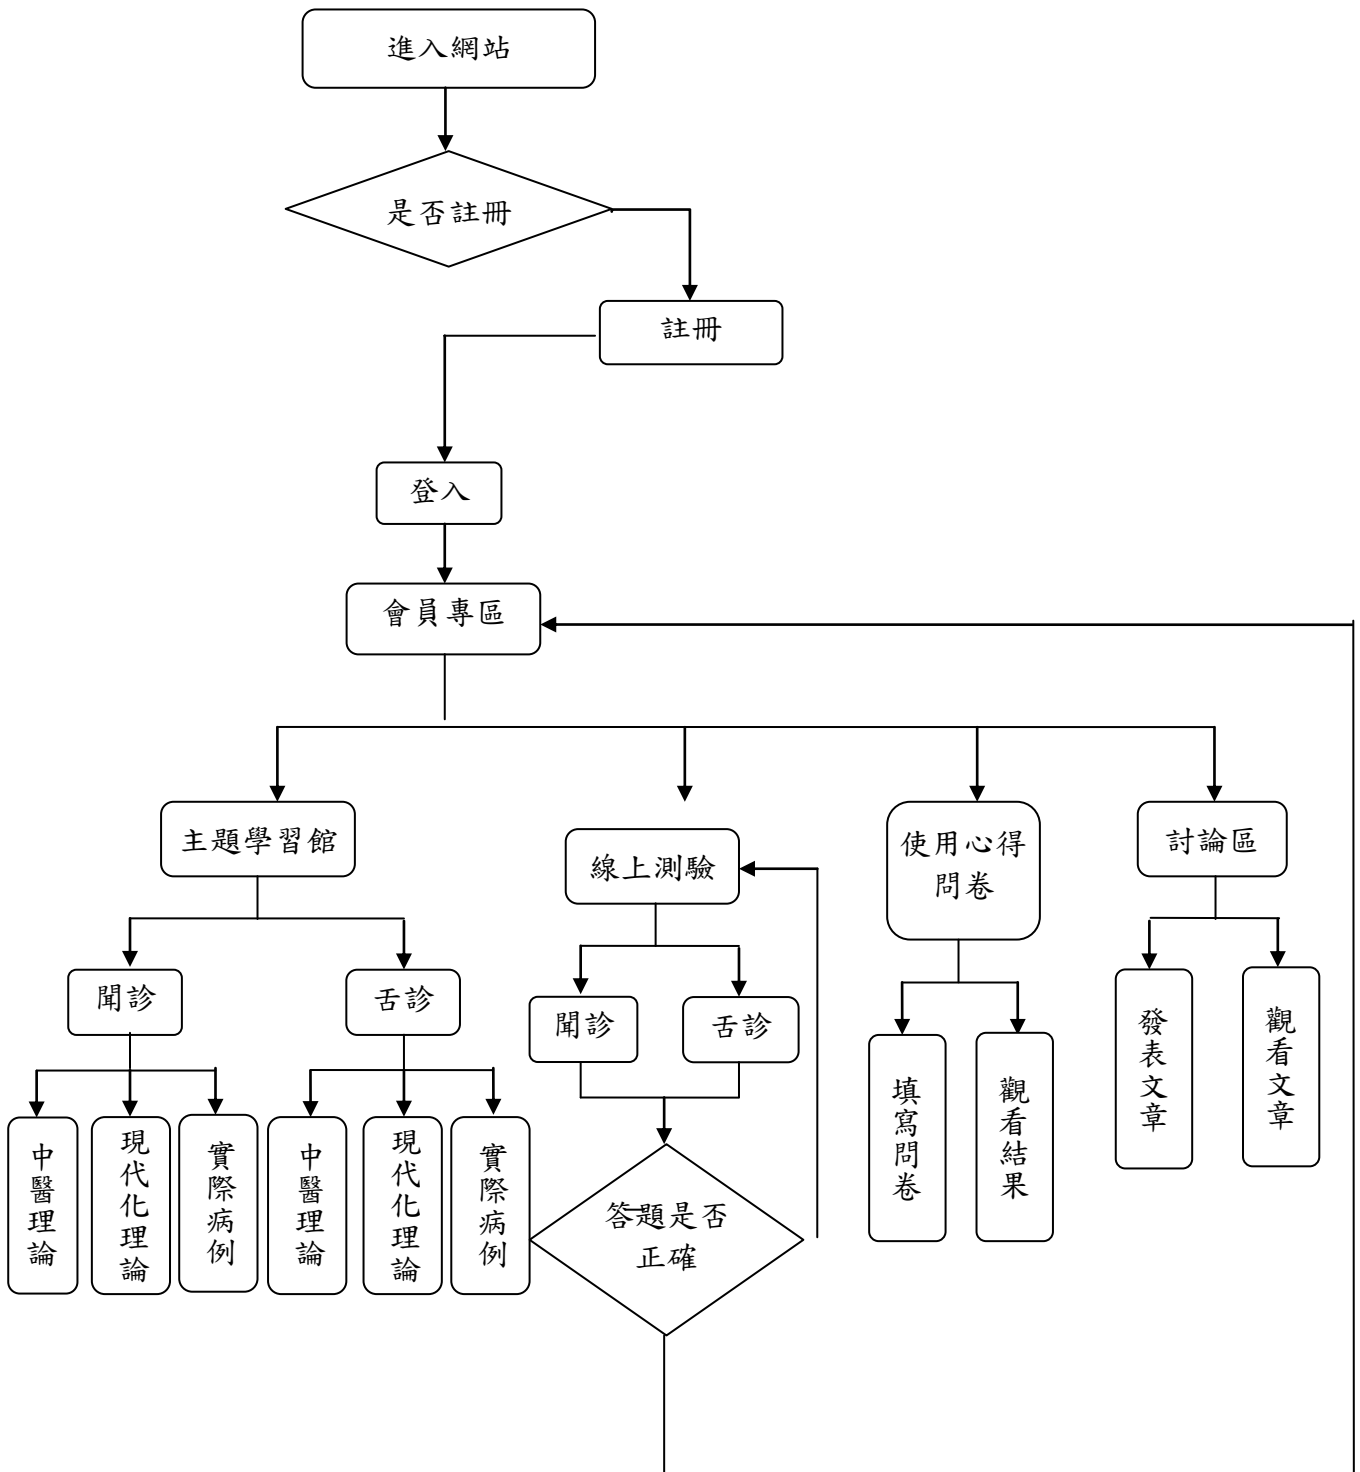 進入網站
是否註冊
註冊
登入
會員專區
主題學習館
線上測驗
使用心得
問卷
討論區
聞診
舌診
聞診
舌診
中醫理論
現代化理論
實際病例
中醫理論
現代化理論
實際病例
答題是否
正確
填寫問卷
觀看結果
發表文章
觀看文章